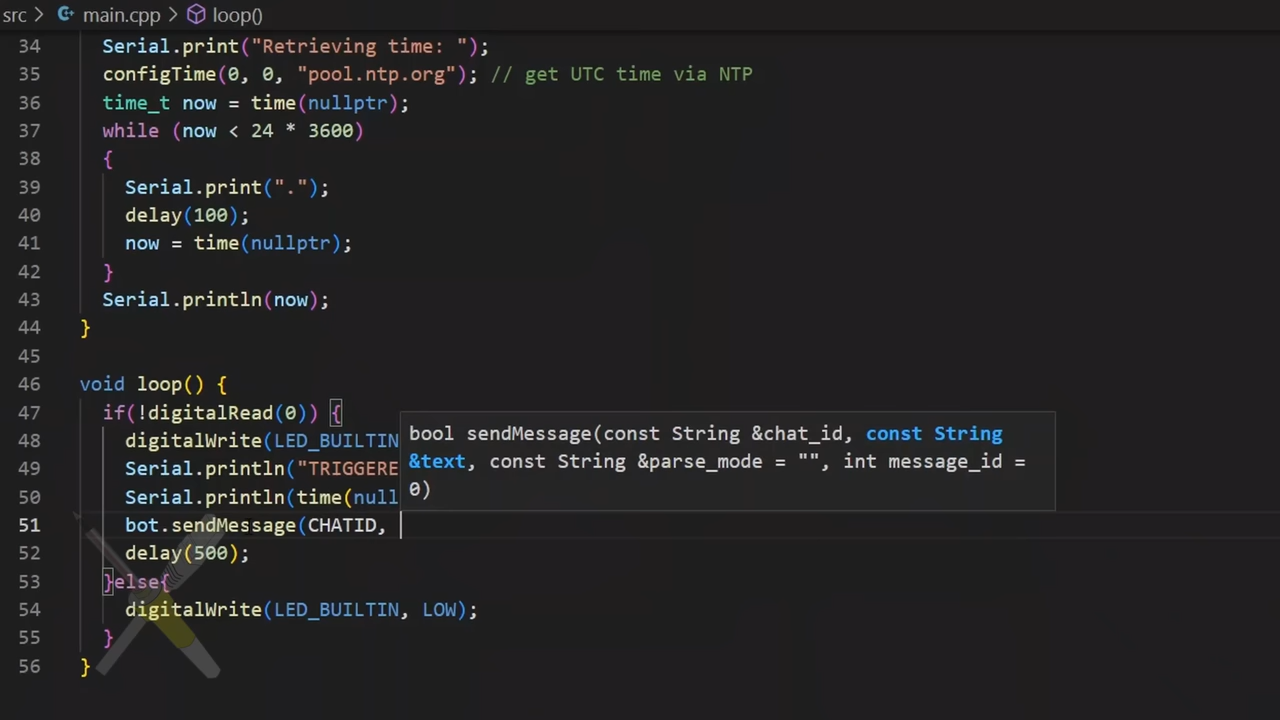 src > main.cpp > loop()
34 Serial.print("Retrieving time: ");
35 configTime(0, 0, "pool.ntp.org"); // get UTC time via NTP
36 time_t now = time(nullptr);
37 while (now < 24 * 3600)
38 {
39 Serial.print(".");
40 delay(100);
41 now = time(nullptr);
42 }
43 Serial.println(now);
44 }
45
46 void loop() {
47 if(!digitalRead(0)) {
48 digitalWrite(LED_BUILTIN
49 Serial.println("TRIGGERE
50 Serial.println(time(null
51 bot.sendMessage(CHATID,
bool sendMessage(const String &chat_id, const String
&text, const String &parse_mode = "", int message_id =
0)
52 delay(500);
53 }else{
54 digitalWrite(LED_BUILTIN, LOW);
55 }
56 }